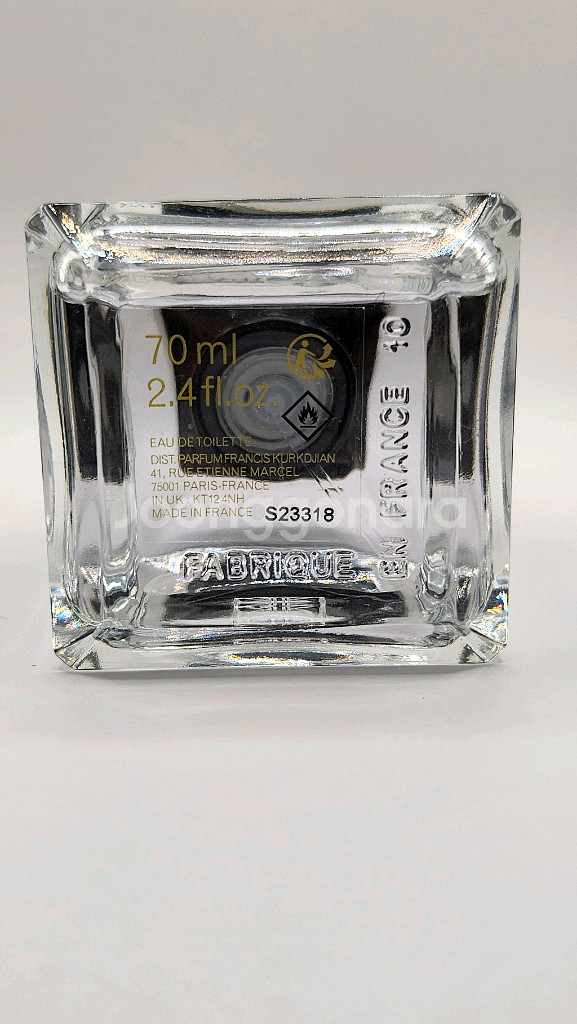 70 ml
2.4 fl.oz.
EAU DE TOILETTE
DIST. PARFUM FRANCIS KURKDJIAN
41, RUE ETIENNE MARCEL
75001 PARIS-FRANCE
IN UK : KT12 4NH
MADE IN FRANCE S23318
Joonggonara
FABRIQUE
EN FRANCE 10